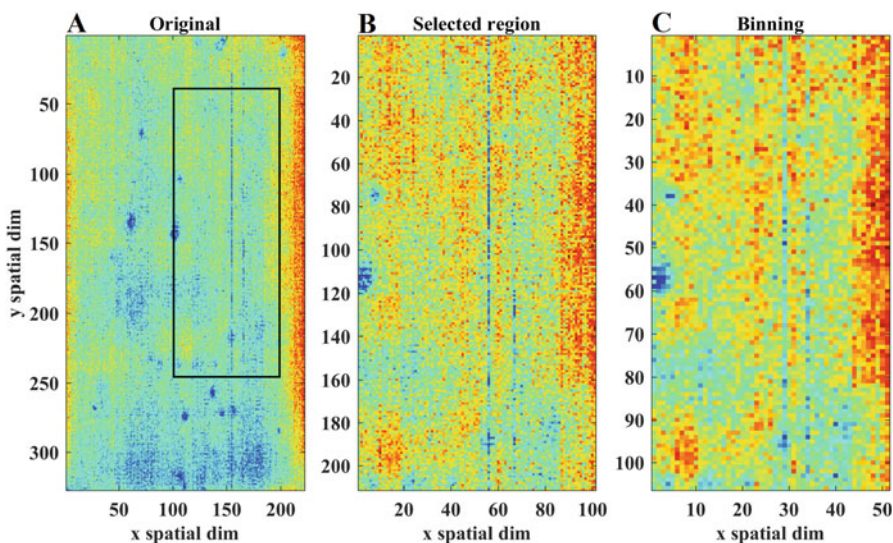 A Original
50
100
150
200
250
300
y spatial dim
50 100 150 200
x spatial dim
B Selected region
20
40
60
80
100
120
140
160
180
200
20 40 60 80 100
x spatial dim
C Binning
10
20
30
40
50
60
70
80
90
100
10 20 30 40 50
x spatial dim